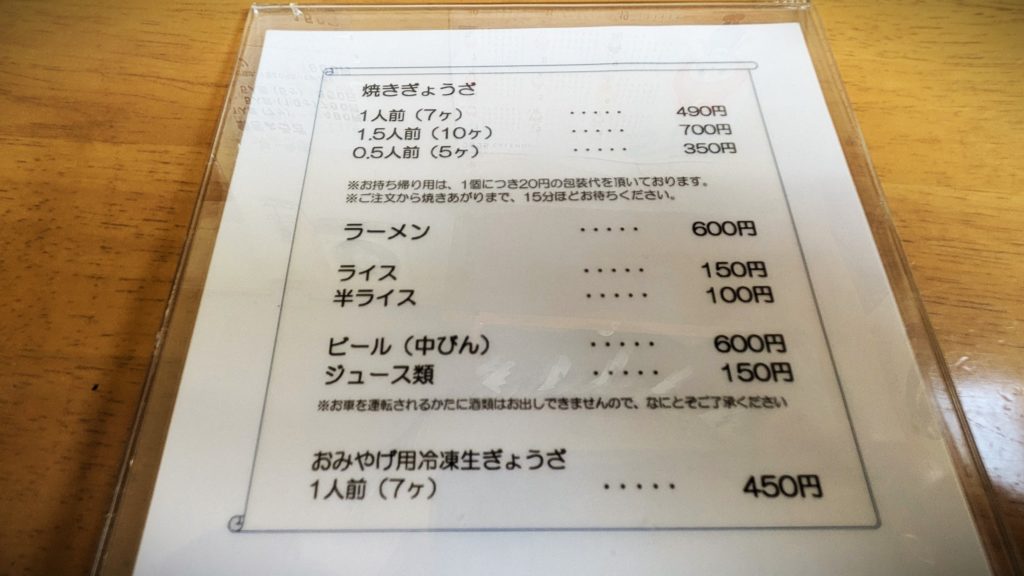 焼きぎょうざ
1人前（7ヶ） ・・・・・ 490円
1.5人前（10ヶ） ・・・・・ 700円
0.5人前（5ヶ） ・・・・・ 350円
※お持ち帰り用は、1個につき20円の包装代を頂いております。
※ご注文から焼きあがりまで、15分ほどお待ちください。
ラーメン ・・・・・ 600円
ライス ・・・・・ 150円
半ライス ・・・・・ 100円
ビール（中びん） ・・・・・ 600円
ジュース類 ・・・・・ 150円
※お車を運転されるかたに酒類はお出しできませんので、なにとぞご了承ください
おみやげ用冷凍生ぎょうざ
1人前（7ヶ） ・・・・・ 450円